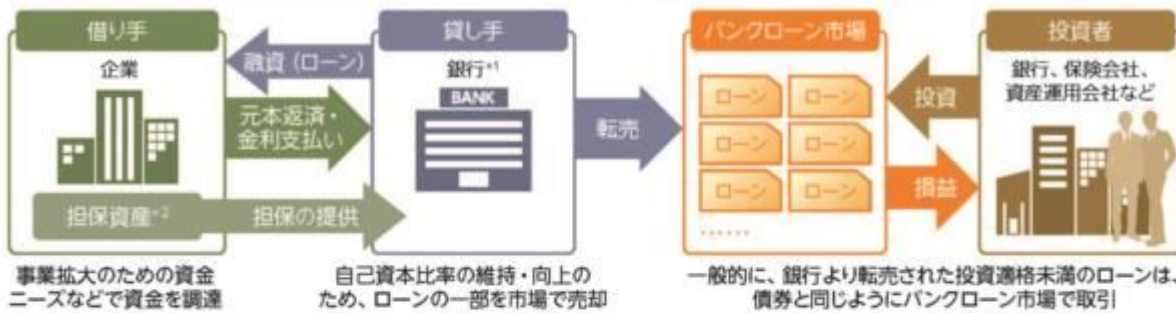 借り手
企業
担保資産*2
融資（ローン）
元本返済・
金利支払い
担保の提供
貸し手
銀行*1
BANK
転売
バンクローン市場
ローン
ローン
ローン
ローン
ローン
ローン
……
投資
損益
投資者
銀行、保険会社、
資産運用会社など
事業拡大のための資金
ニーズなどで資金を調達
自己資本比率の維持・向上の
ため、ローンの一部を市場で売却
一般的に、銀行より転売された投資適格未満のローンは、
債券と同じようにバンクローン市場で取引